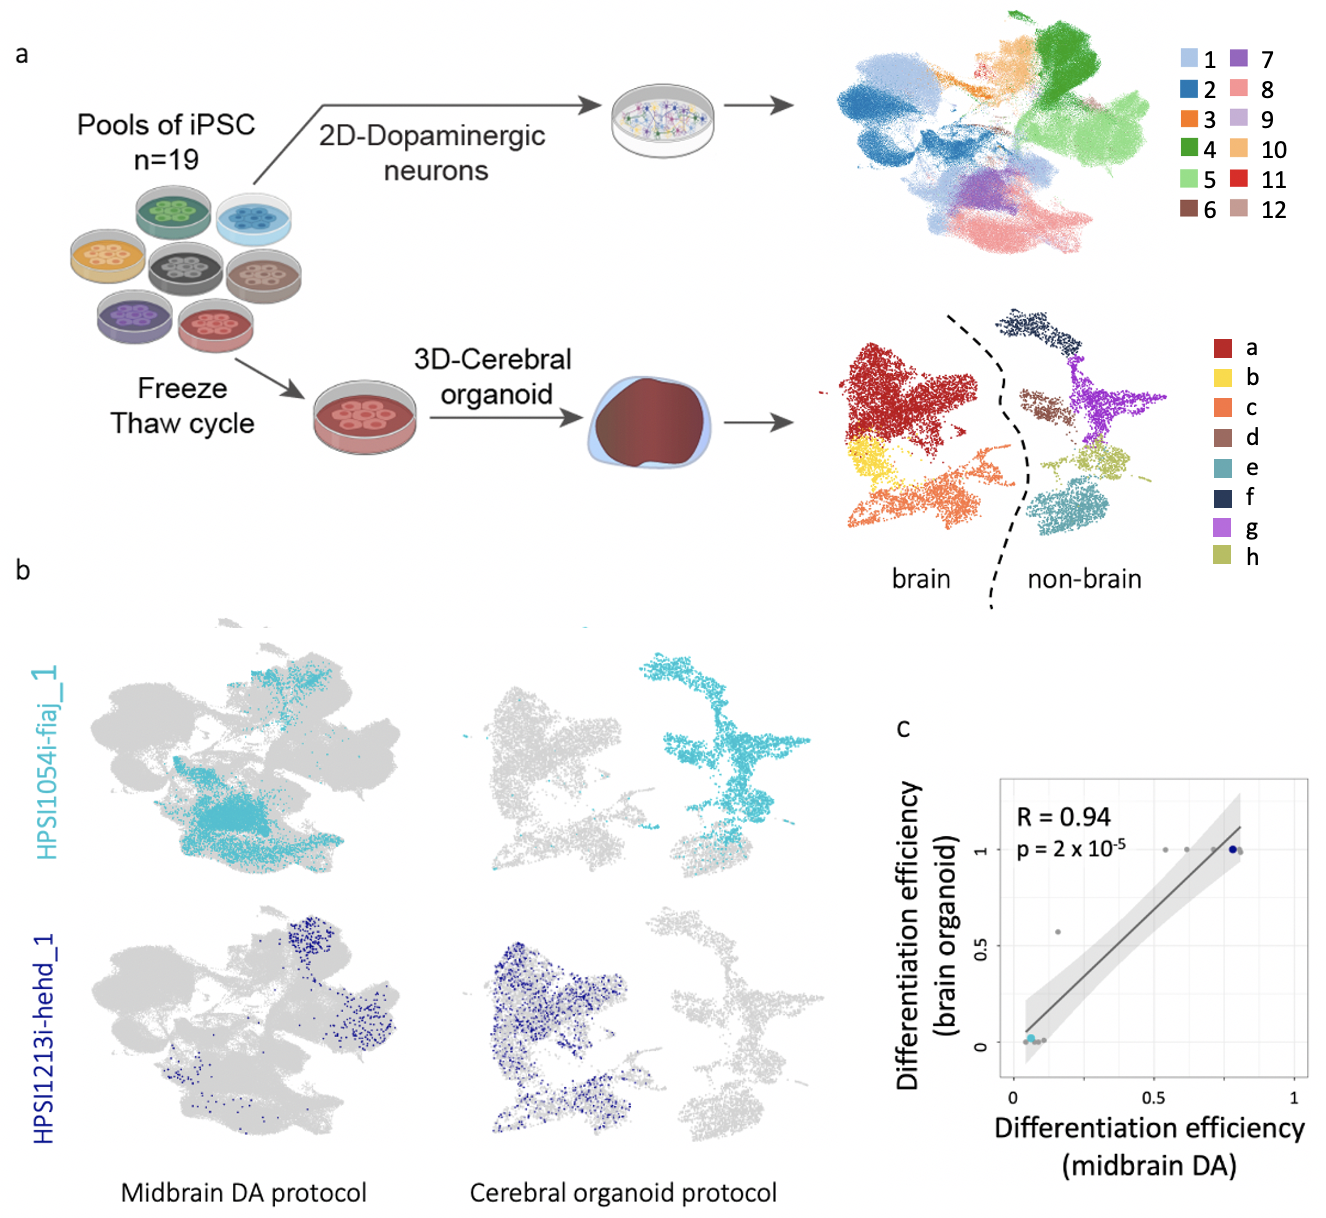 a
Pools of iPSC
n=19
2D-Dopaminergic
neurons
1 7
2 8
3 9
4 10
5 11
6 12
Freeze
Thaw cycle
3D-Cerebral
organoid
a
b
c
d
e
f
g
h
brain
non-brain
b
HPSI1054i-fiaj_1
HPSI1213i-hehd_1
Midbrain DA protocol
Cerebral organoid protocol
c
R = 0.94
p = 2 x 10-5
Differentiation efficiency
(brain organoid)
1
0.5
0
0 0.5 1
Differentiation efficiency
(midbrain DA)